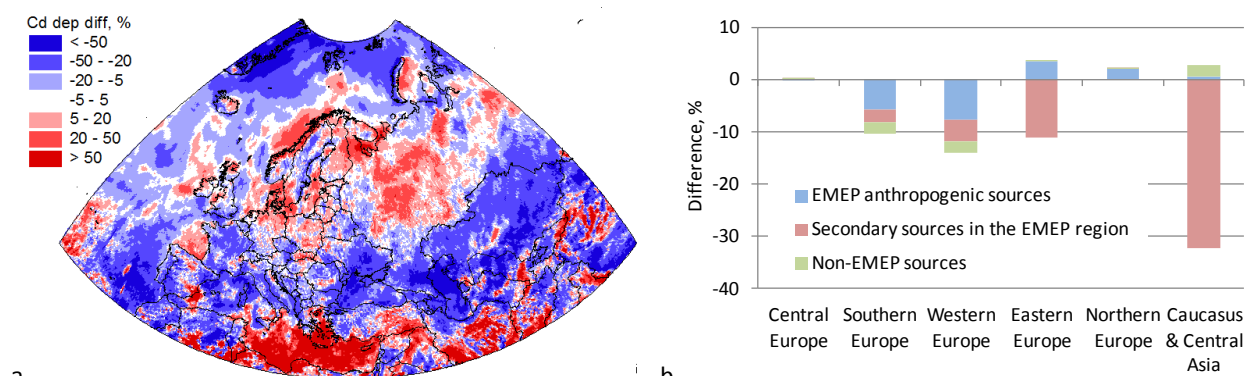 Cd dep diff, %
< -50
-50 - -20
-20 - -5
-5 - 5
5 - 20
20 - 50
> 50
a
10
0
-10
-20
-30
-40
Difference, %
EMEP anthropogenic sources
Secondary sources in the EMEP region
Non-EMEP sources
Central
Europe
Southern
Europe
Western
Europe
Eastern
Europe
Northern
Europe
Caucasus
& Central
Asia
b